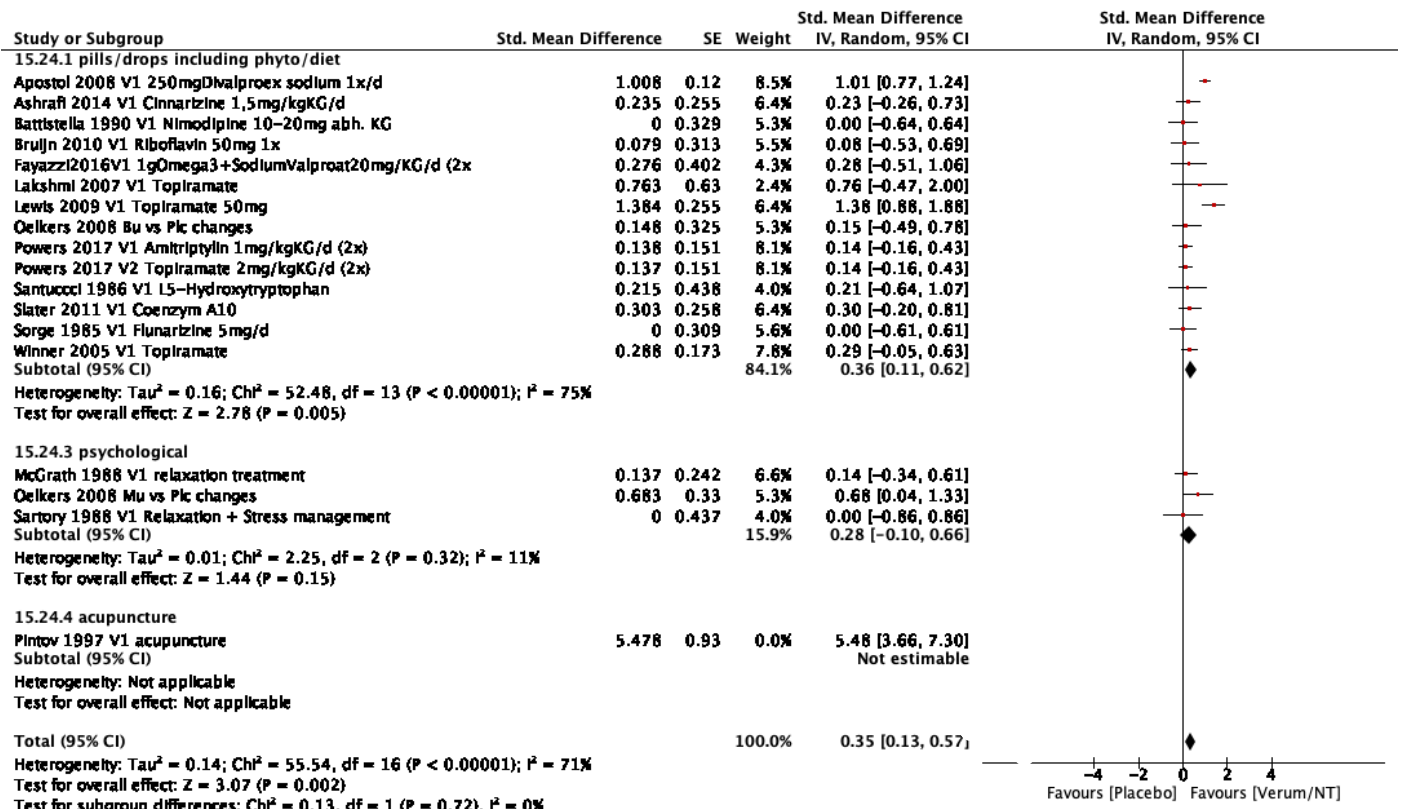 Std. Mean Difference Std. Mean Difference
Study or Subgroup Std. Mean Difference SE Weight IV, Random, 95% CI IV, Random, 95% CI
15.24.1 pills/drops including phyto/diet
Apostol 2008 V1 250mgDivalproex sodium 1x/d 1.008 0.12 8.5% 1.01 [0.77, 1.24]
Ashrafi 2014 V1 Cinnarizine 1,5mg/kgKG/d 0.235 0.255 6.4% 0.23 [−0.26, 0.73]
Battistella 1990 V1 Nimodipine 10−20mg abh. KG 0 0.329 5.3% 0.00 [−0.64, 0.64]
Bruijn 2010 V1 Riboflavin 50mg 1x 0.079 0.313 5.5% 0.08 [−0.53, 0.69]
Fayazzi2016V1 1gOmega3+SodiumValproat20mg/KG/d (2x 0.276 0.402 4.3% 0.28 [−0.51, 1.06]
Lakshmi 2007 V1 Topiramate 0.763 0.63 2.4% 0.76 [−0.47, 2.00]
Lewis 2009 V1 Topiramate 50mg 1.384 0.255 6.4% 1.38 [0.88, 1.88]
Oelkers 2008 Bu vs Plc changes 0.148 0.325 5.3% 0.15 [−0.49, 0.78]
Powers 2017 V1 Amitriptylin 1mg/kgKG/d (2x) 0.138 0.151 8.1% 0.14 [−0.16, 0.43]
Powers 2017 V2 Topiramate 2mg/kgKG/d (2x) 0.137 0.151 8.1% 0.14 [−0.16, 0.43]
Santuccci 1986 V1 L5−Hydroxytryptophan 0.215 0.438 4.0% 0.21 [−0.64, 1.07]
Slater 2011 V1 Coenzym A10 0.303 0.258 6.4% 0.30 [−0.20, 0.81]
Sorge 1985 V1 Flunarizine 5mg/d 0 0.309 5.6% 0.00 [−0.61, 0.61]
Winner 2005 V1 Topiramate 0.288 0.173 7.8% 0.29 [−0.05, 0.63]
Subtotal (95% CI) 84.1% 0.36 [0.11, 0.62]
Heterogeneity: Tau² = 0.16; Chi² = 52.48, df = 13 (P < 0.00001); I² = 75%
Test for overall effect: Z = 2.78 (P = 0.005)
15.24.3 psychological
McGrath 1988 V1 relaxation treatment 0.137 0.242 6.6% 0.14 [−0.34, 0.61]
Oelkers 2008 Mu vs Plc changes 0.683 0.33 5.3% 0.68 [0.04, 1.33]
Sartory 1988 V1 Relaxation + Stress management 0 0.437 4.0% 0.00 [−0.86, 0.86]
Subtotal (95% CI) 15.9% 0.28 [−0.10, 0.66]
Heterogeneity: Tau² = 0.01; Chi² = 2.25, df = 2 (P = 0.32); I² = 11%
Test for overall effect: Z = 1.44 (P = 0.15)
15.24.4 acupuncture
Pintov 1997 V1 acupuncture 5.478 0.93 0.0% 5.48 [3.66, 7.30]
Subtotal (95% CI) Not estimable
Heterogeneity: Not applicable
Test for overall effect: Not applicable
Total (95% CI) 100.0% 0.35 [0.13, 0.57]
Heterogeneity: Tau² = 0.14; Chi² = 55.54, df = 16 (P < 0.00001); I² = 71%
Test for overall effect: Z = 3.07 (P = 0.002)
Test for subgroup differences: Chi² = 0.13, df = 1 (P = 0.72), I² = 0%
−4 −2 0 2 4
Favours [Placebo] Favours [Verum/NT]